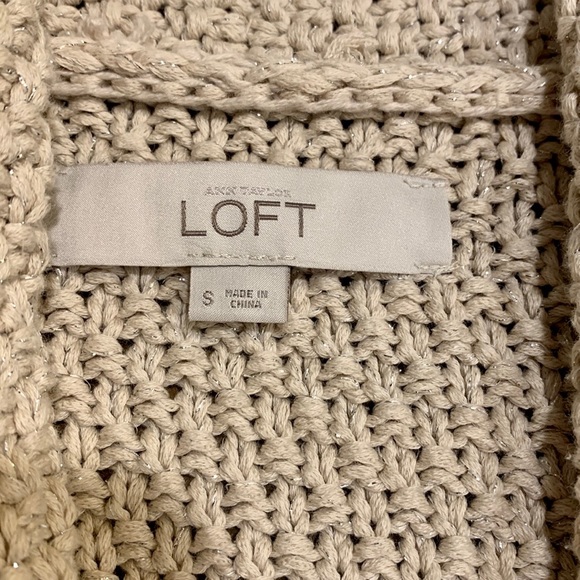 ANN TAYLOR
LOFT
S MADE IN
CHINA